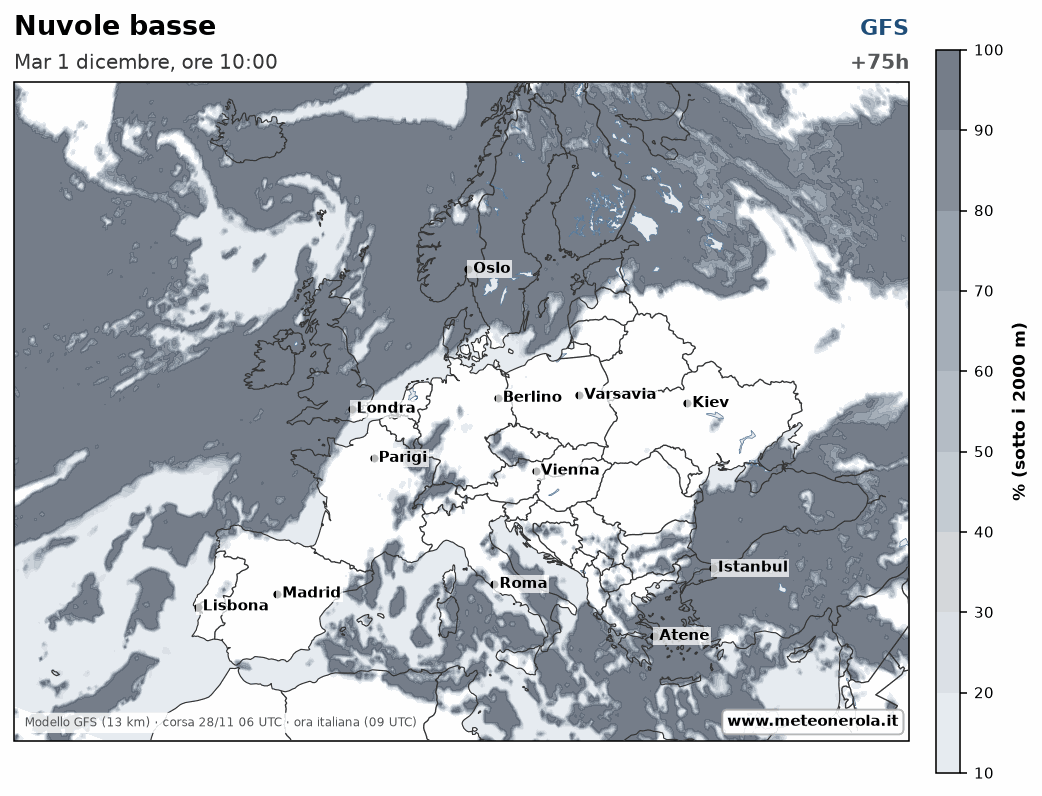 Nuvole basse
GFS
Mar 1 dicembre, ore 10:00
+75h
100
90
80
70
60
50
40
30
20
10
% (sotto i 2000 m)
Oslo
Londra
Berlino
Varsavia
Kiev
Parigi
Vienna
Istanbul
Roma
Madrid
Lisbona
Atene
Modello GFS (13 km) · corsa 28/11 06 UTC · ora italiana (09 UTC)
www.meteonerola.it